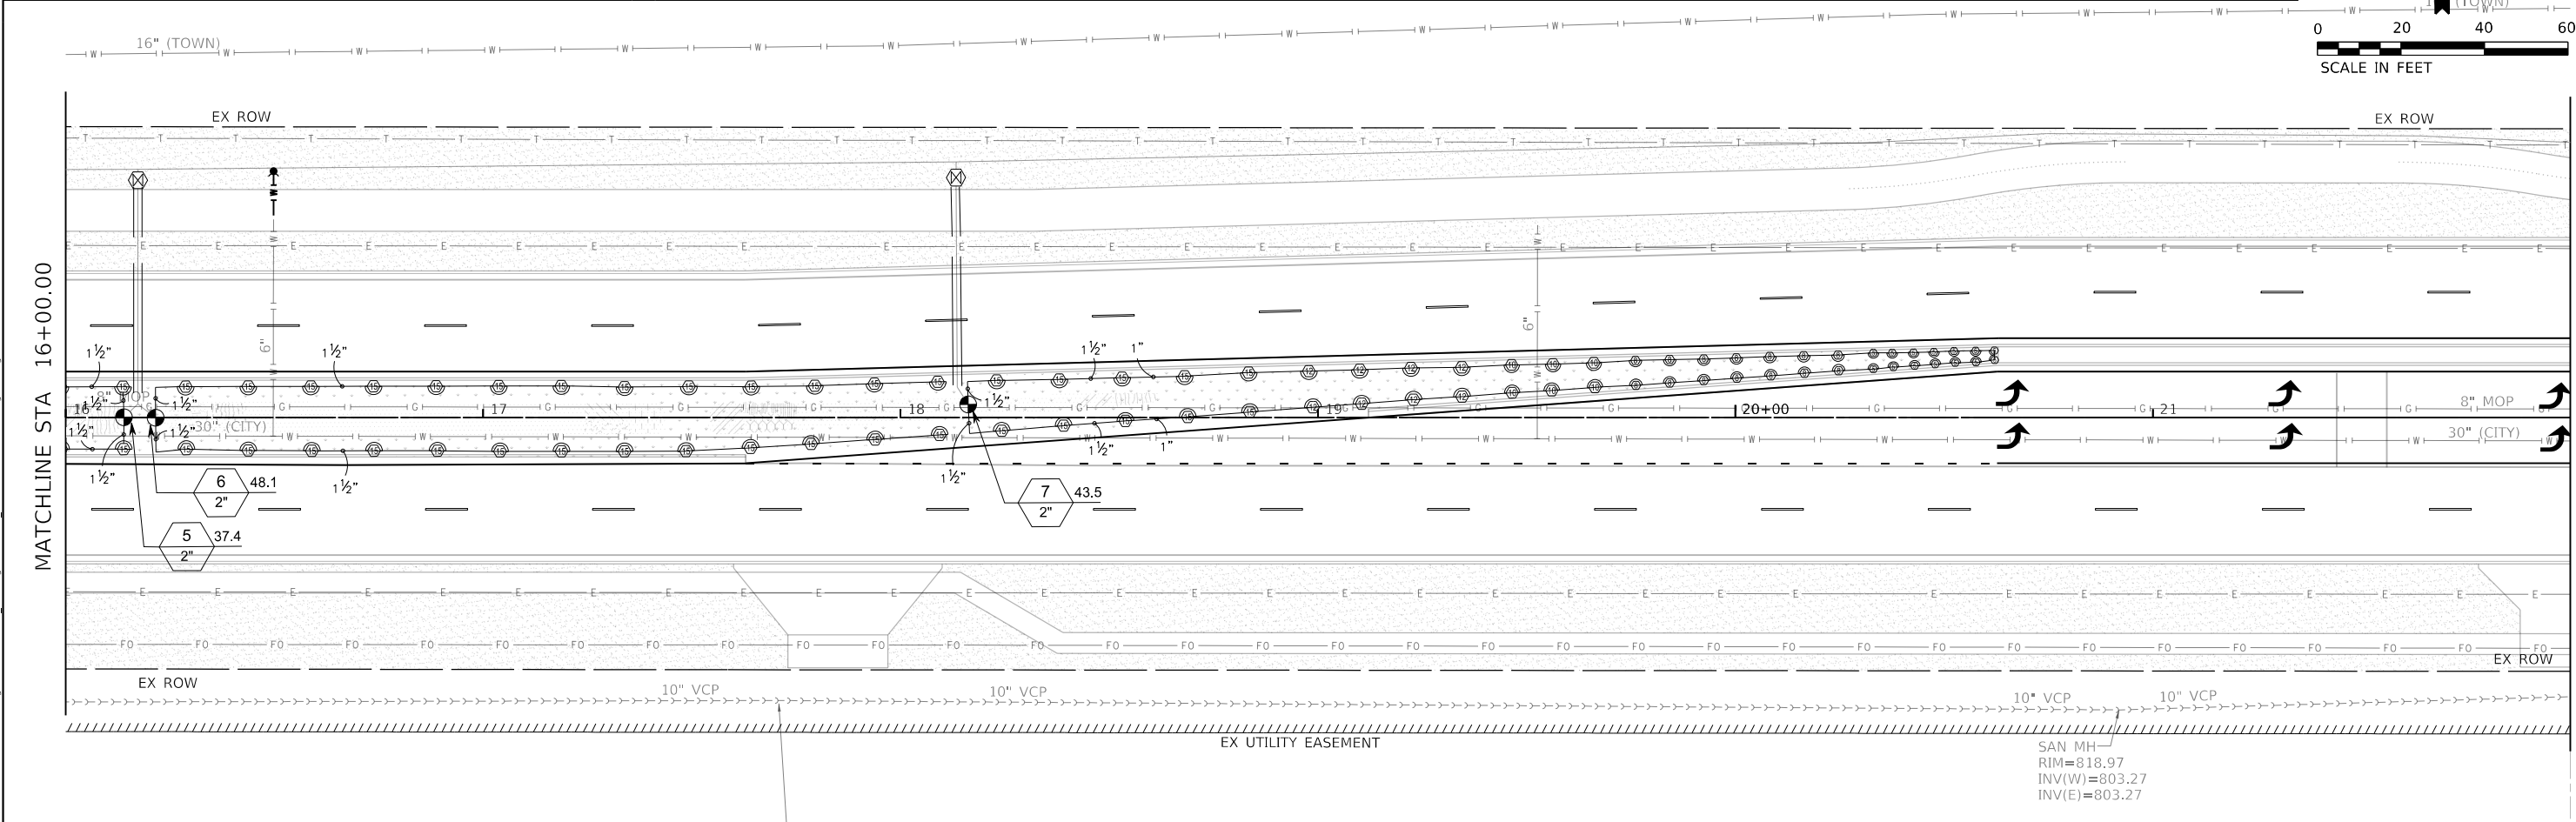 16" (TOWN)
(TOWN)
0 20 40 60
SCALE IN FEET
EX ROW
EX ROW
MATCHLINE STA 16+00.00
6"
6"
1½"
1½"
1½"
1"
8" MOP
1½"
1½"
1½"
16
17
18
19
20+00
21
8" MOP
1½"
1½"
30" (CITY)
30" (CITY)
1½"
1½"
1½"
1½"
1"
6
2"
48.1
7
2"
43.5
5
2"
37.4
EX ROW
EX ROW
10" VCP
10" VCP
10" VCP
10" VCP
EX UTILITY EASEMENT
SAN MH
RIM=818.97
INV(W)=803.27
INV(E)=803.27